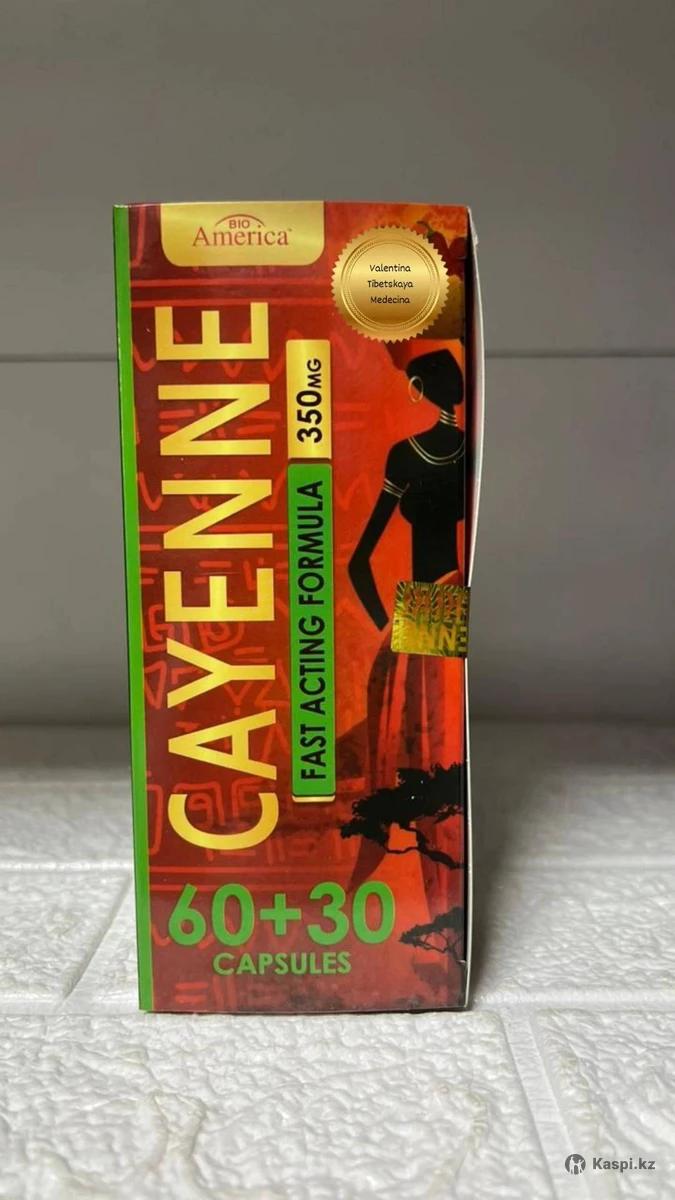 BIO
America
Valentina
Tibetskaya
Medecina
CAYENNE
350MG
FAST ACTING FORMULA
60+30
CAPSULES
Kaspi.kz